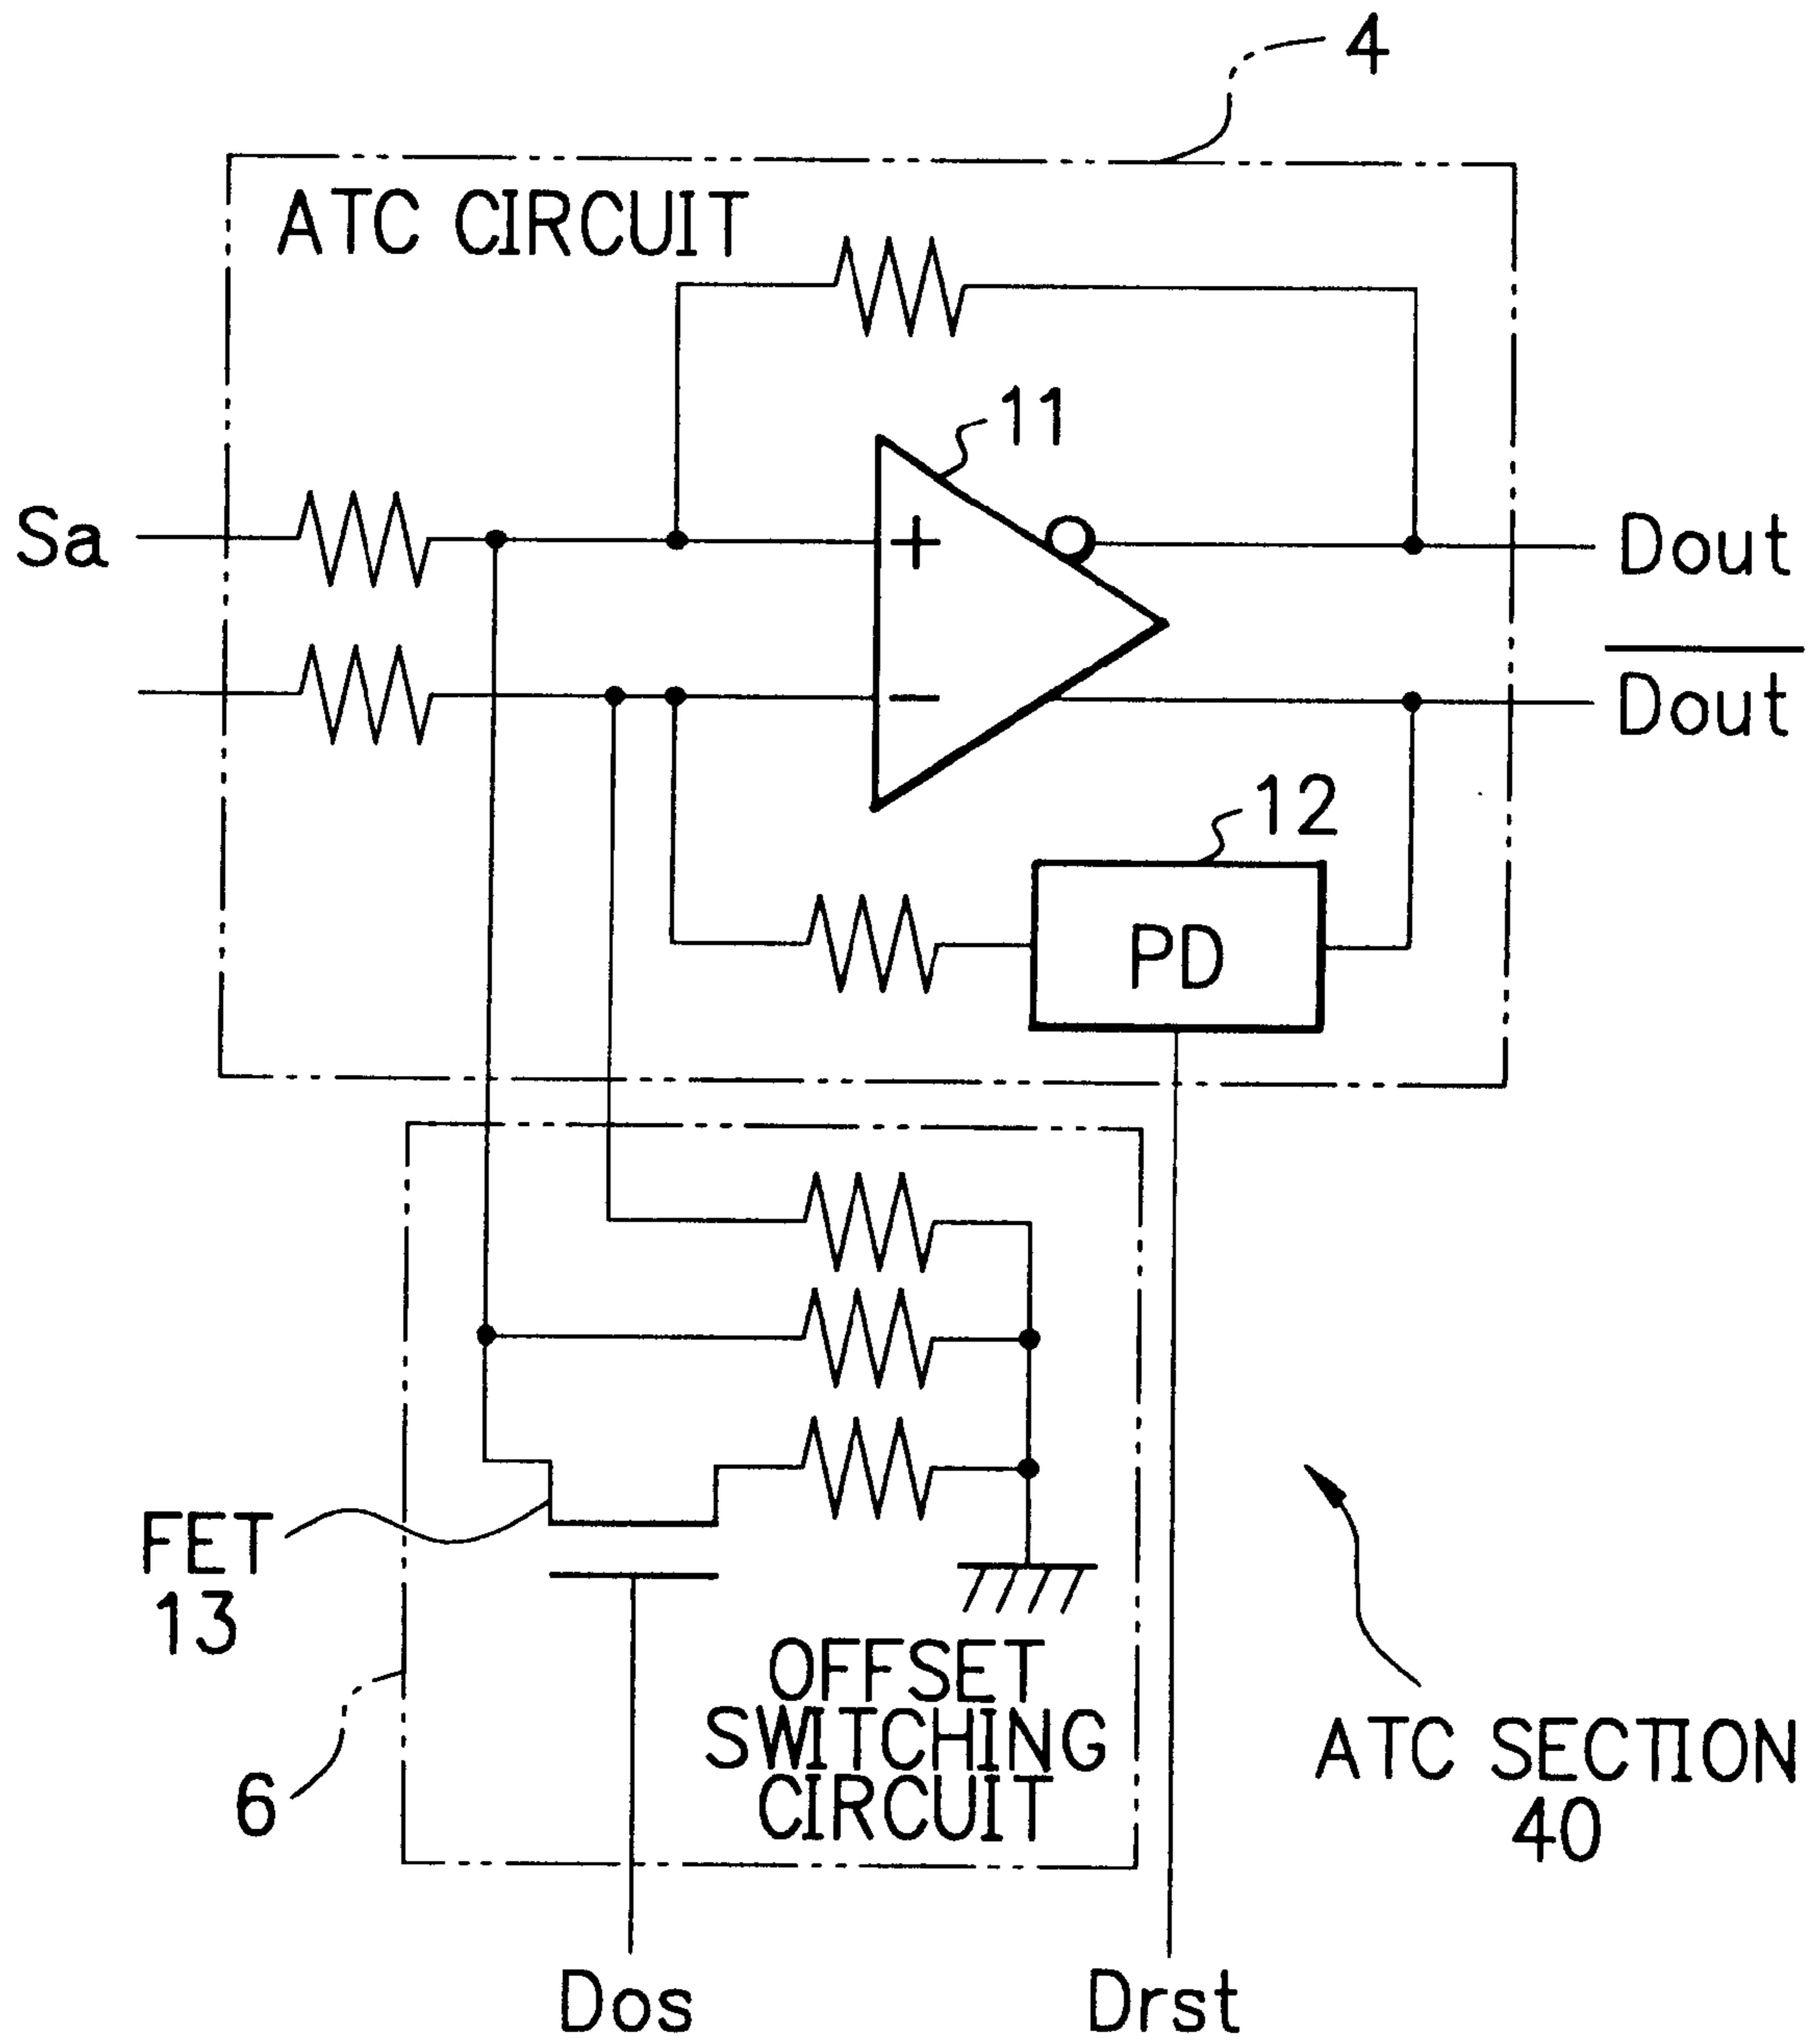 4
ATC CIRCUIT
11
Sa
+
Dout
−
D̅o̅u̅t̅
12
PD
FET
13
OFFSET
SWITCHING
CIRCUIT
6
ATC SECTION
40
Dos
Drst